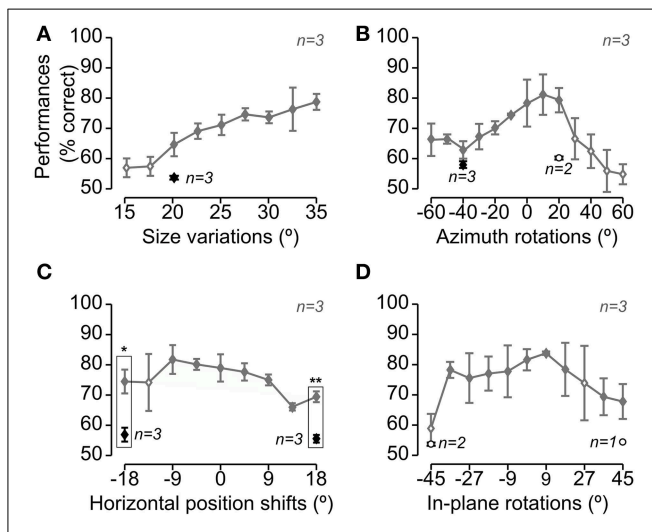 A
n=3
100
90
80
70
60
50
Performances
(% correct)
n=3
15 20 25 30 35
Size variations (º)
B
n=3
100
90
80
70
60
50
n=3
n=2
-60 -40 -20 0 20 40 60
Azimuth rotations (º)
C
n=3
100
90
80
70
60
50
*
**
n=3
n=3
-18 -9 0 9 18
Horizontal position shifts (º)
D
n=3
100
90
80
70
60
50
n=2
n=1
-45 -27 -9 9 27 45
In-plane rotations (º)